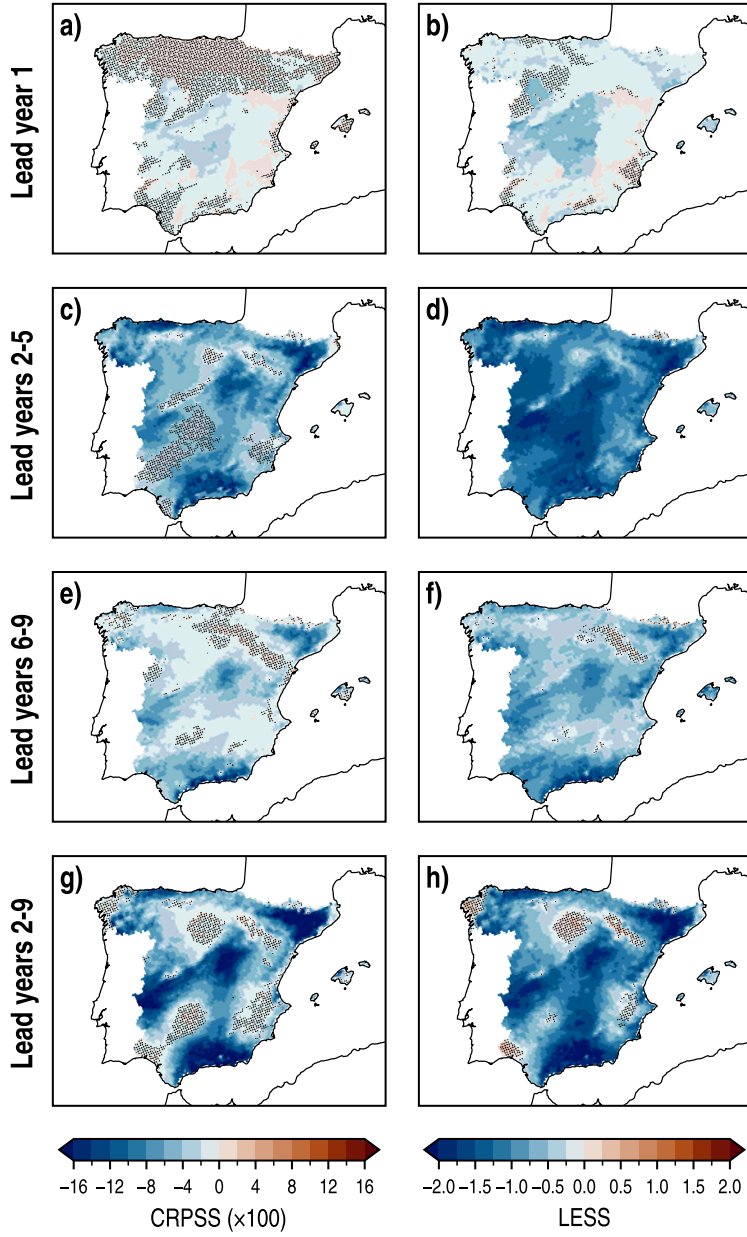 a)
b)
Lead year 1
c)
d)
Lead years 2-5
e)
f)
Lead years 6-9
g)
h)
Lead years 2-9
−16 −12 −8 −4 0 4 8 12 16
CRPSS (×100)
−2.0 −1.5 −1.0 −0.5 0.0 0.5 1.0 1.5 2.0
LESS